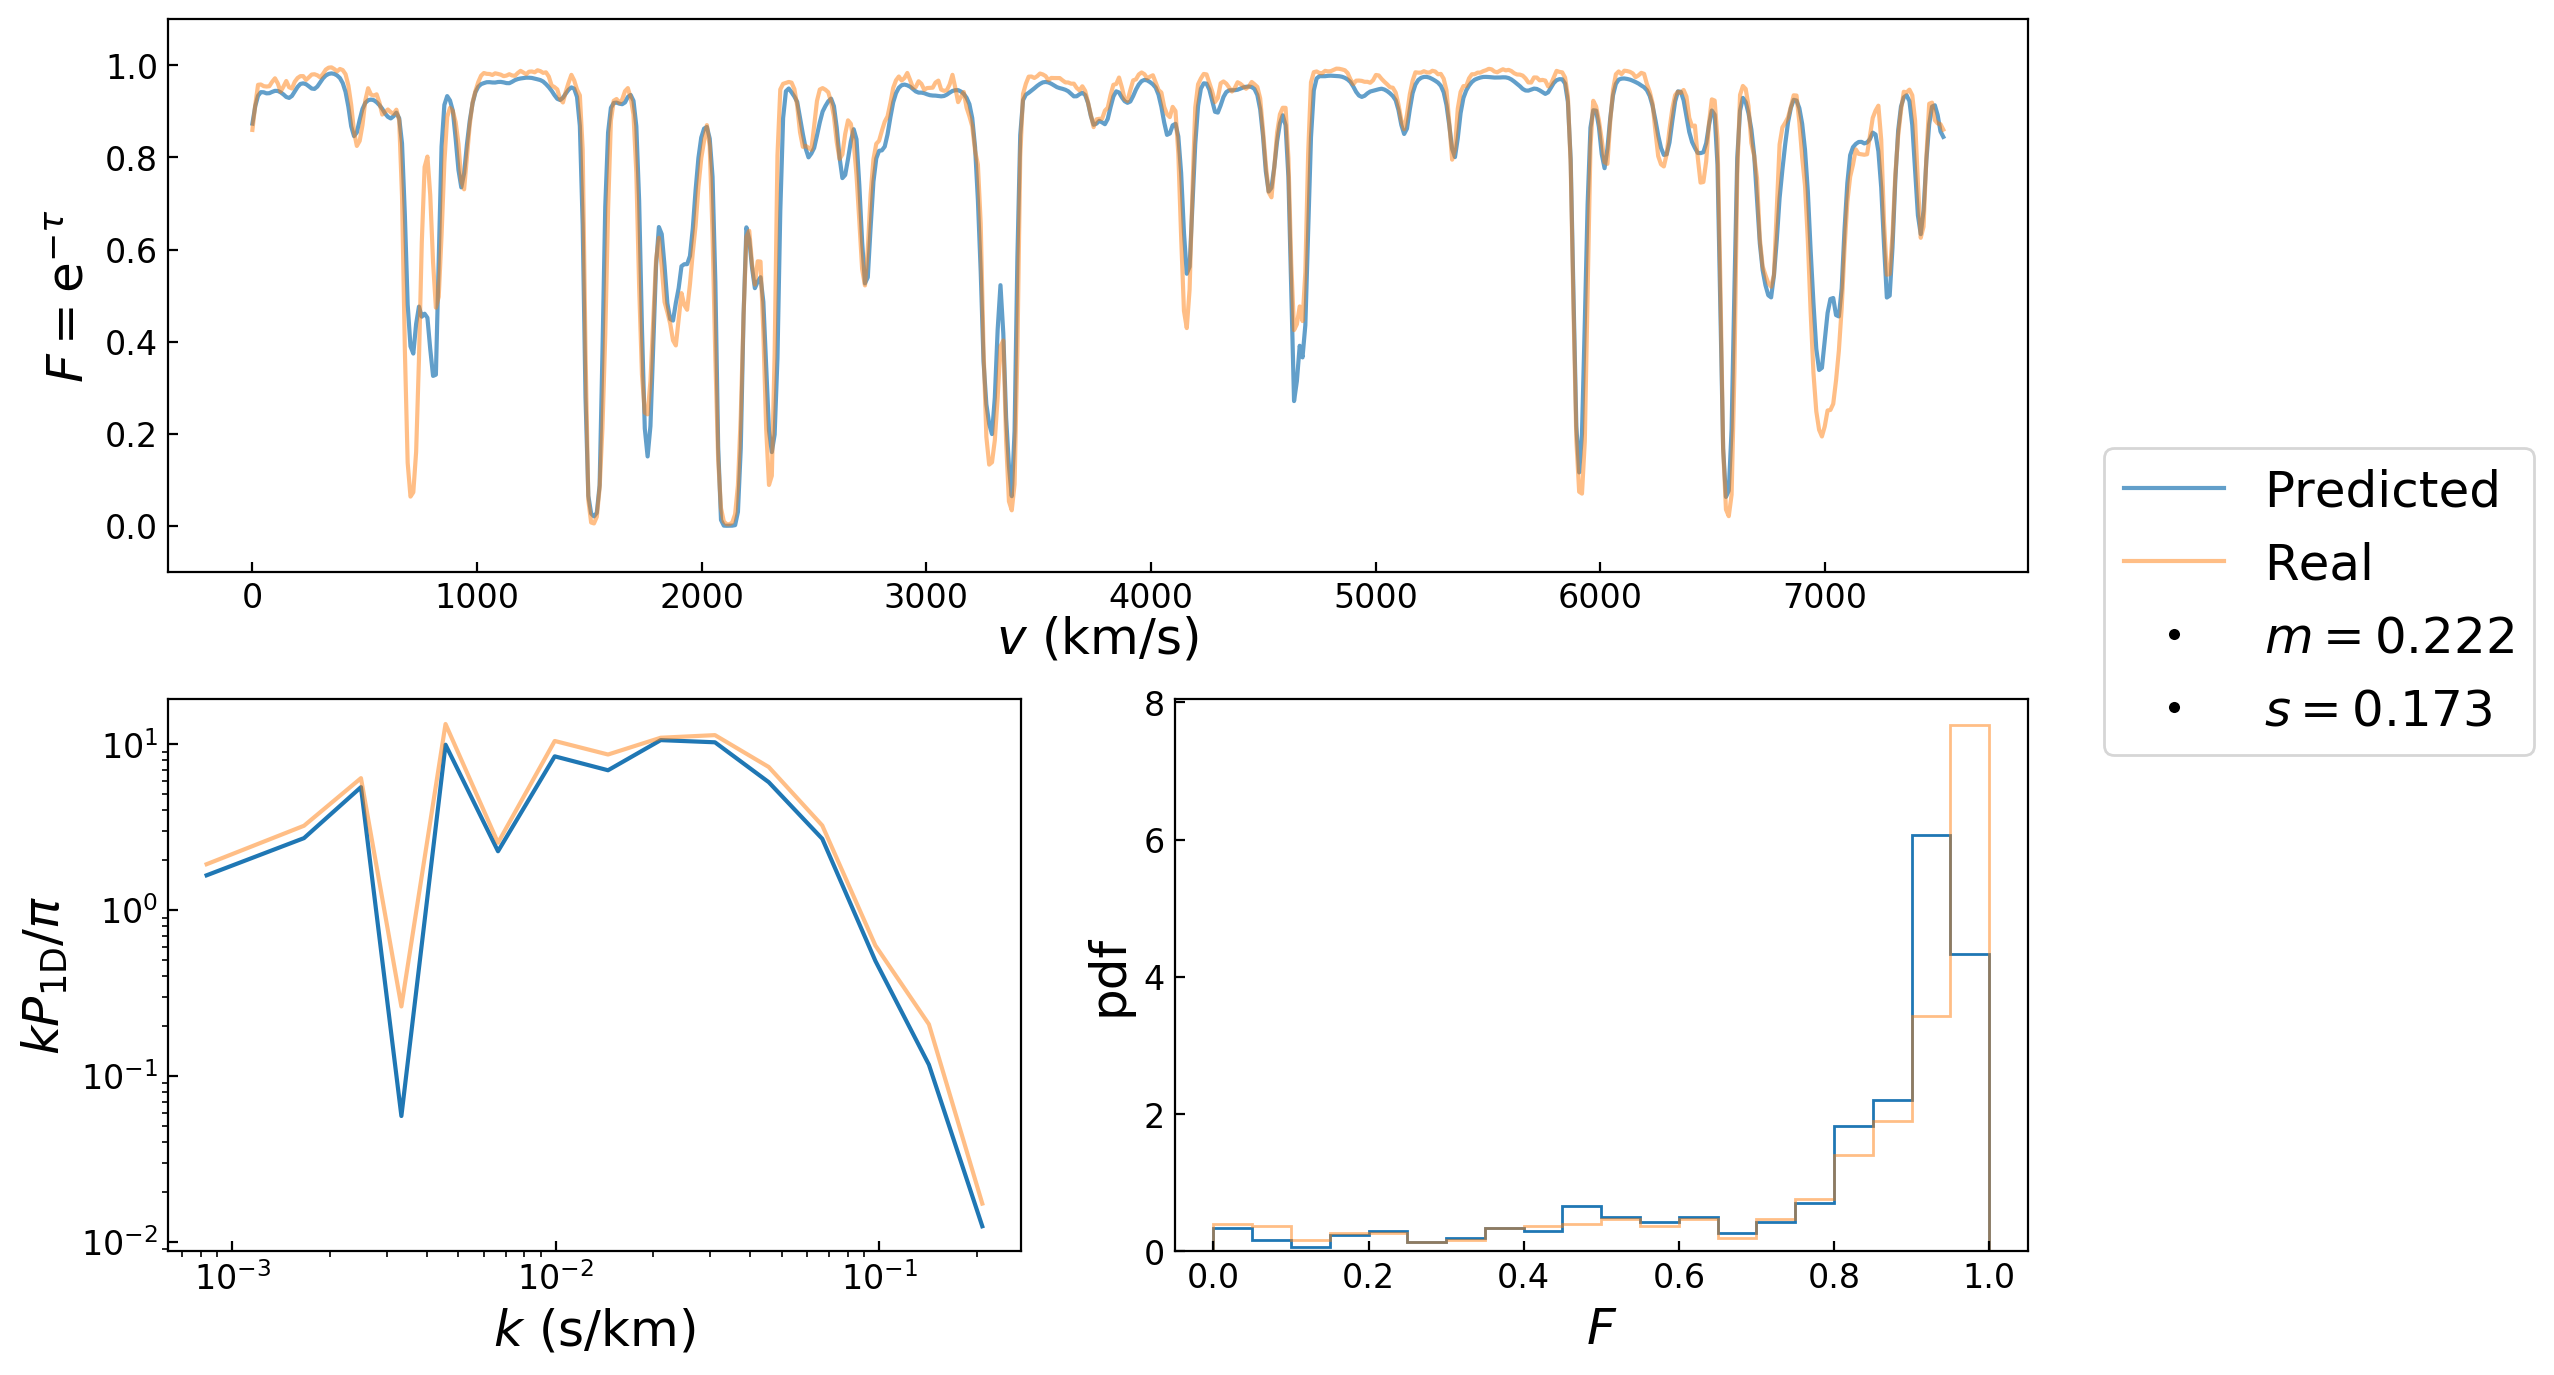 1.0
0.8
0.6
0.4
0.2
0.0
F = e^{−τ}
0 1000 2000 3000 4000 5000 6000 7000
v (km/s)
Predicted
Real
m = 0.222
s = 0.173
10^1
10^0
10^{−1}
10^{−2}
kP_{1D}/π
10^{−3} 10^{−2} 10^{−1}
k (s/km)
8
6
4
2
0
pdf
0.0 0.2 0.4 0.6 0.8 1.0
F